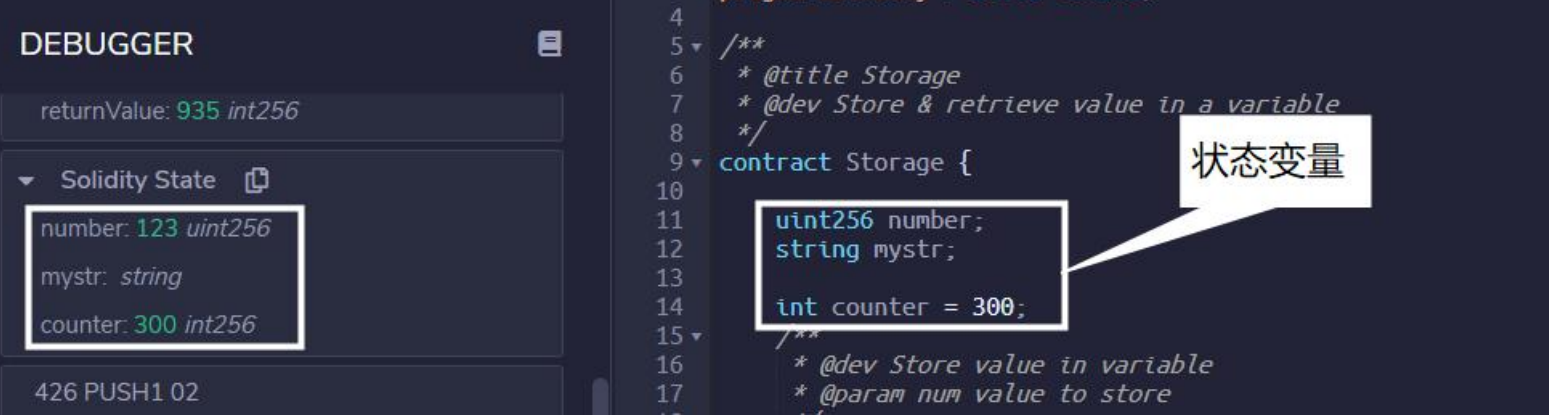 DEBUGGER
returnValue: 935 int256
Solidity State
number: 123 uint256
mystr: string
counter: 300 int256
426 PUSH1 02
4
5 /**
6 * @title Storage
7 * @dev Store & retrieve value in a variable
8 */
9 contract Storage {
10
11 uint256 number;
12 string mystr;
13
14 int counter = 300;
15 /**
16 * @dev Store value in variable
17 * @param num value to store
状态变量